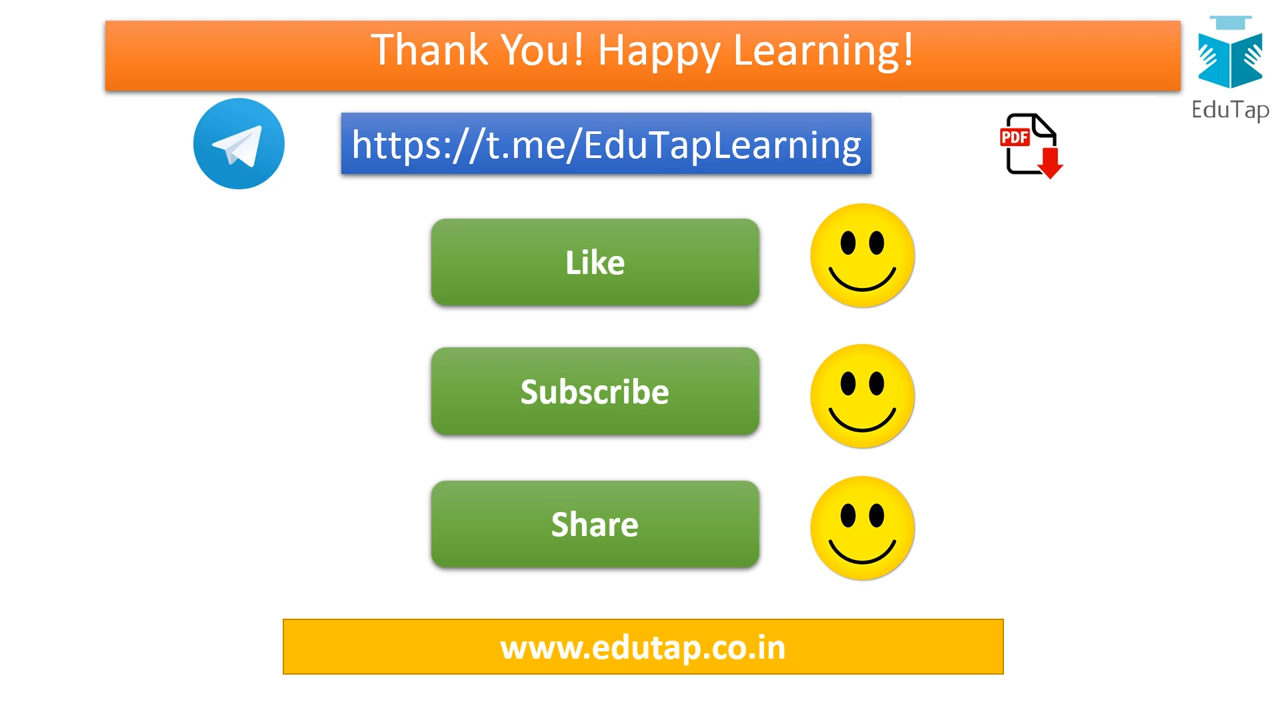 Thank You! Happy Learning!
EduTap
https://t.me/EduTapLearning
PDF
Like
Subscribe
Share
www.edutap.co.in